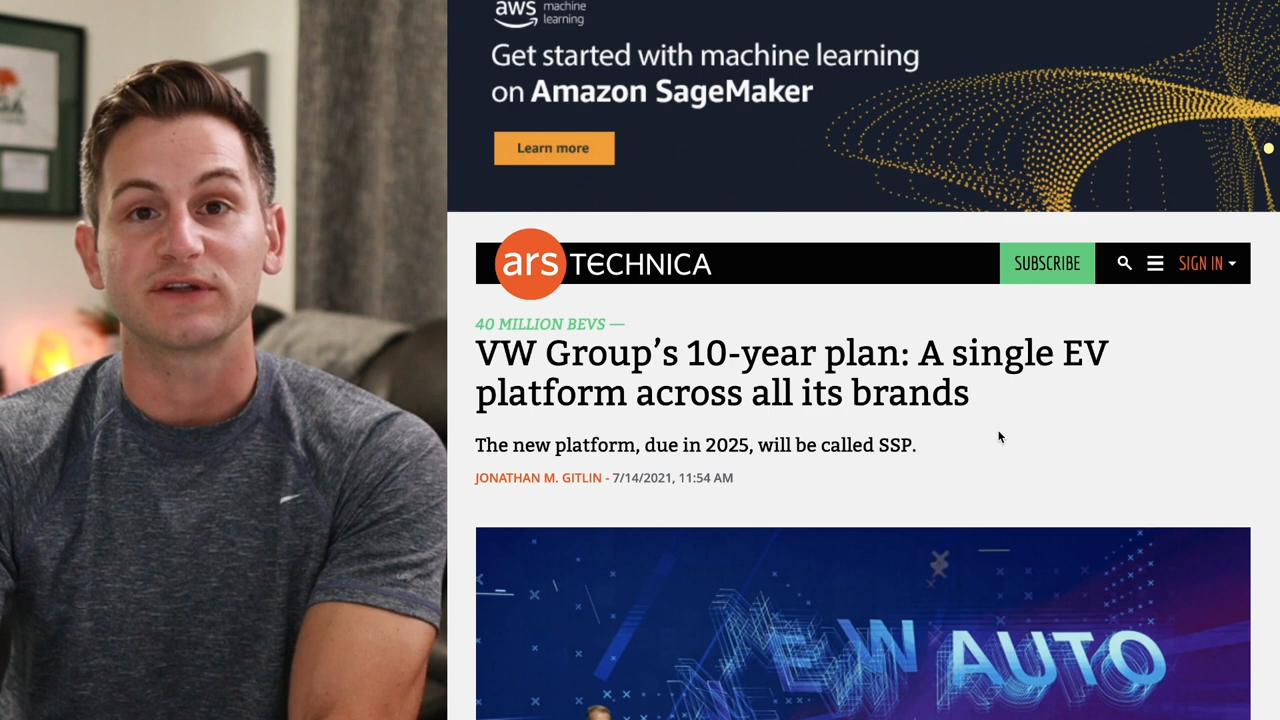 aws machine
learning
Get started with machine learning
on Amazon SageMaker
Learn more
ars TECHNICA
SUBSCRIBE
SIGN IN
40 MILLION BEVS —
VW Group’s 10-year plan: A single EV
platform across all its brands
The new platform, due in 2025, will be called SSP.
JONATHAN M. GITLIN - 7/14/2021, 11:54 AM
NEW AUTO